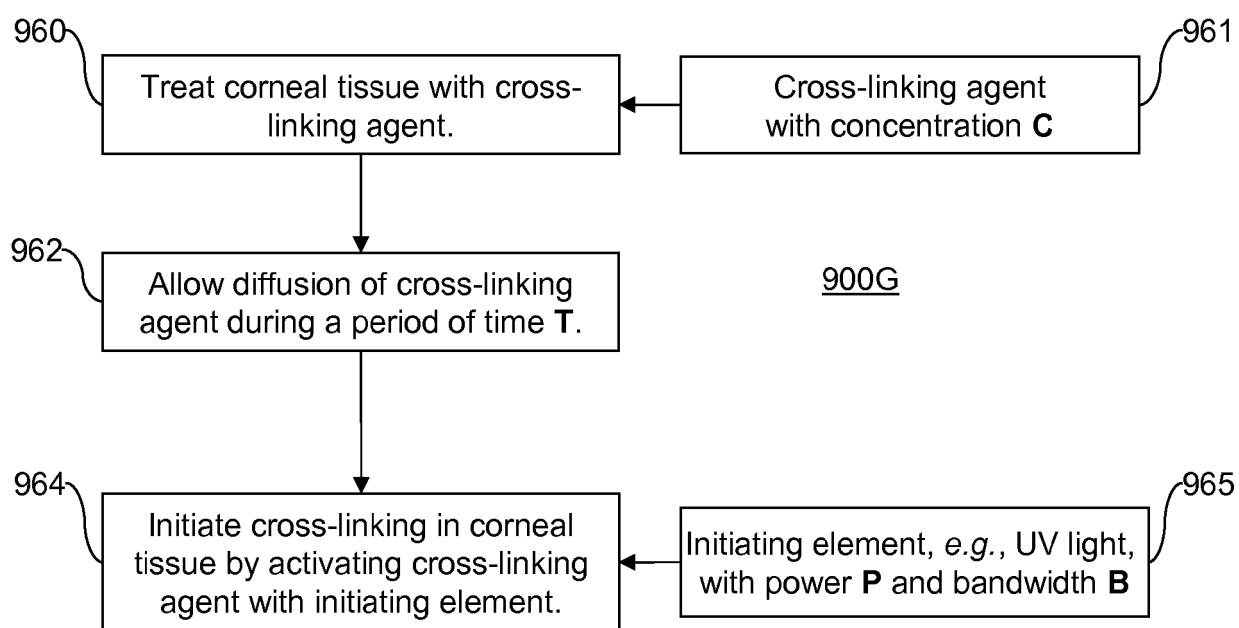 960
Treat corneal tissue with cross-
linking agent.
961
Cross-linking agent
with concentration C
962
Allow diffusion of cross-linking
agent during a period of time T.
900G
964
Initiate cross-linking in corneal
tissue by activating cross-linking
agent with initiating element.
965
Initiating element, e.g., UV light,
with power P and bandwidth B